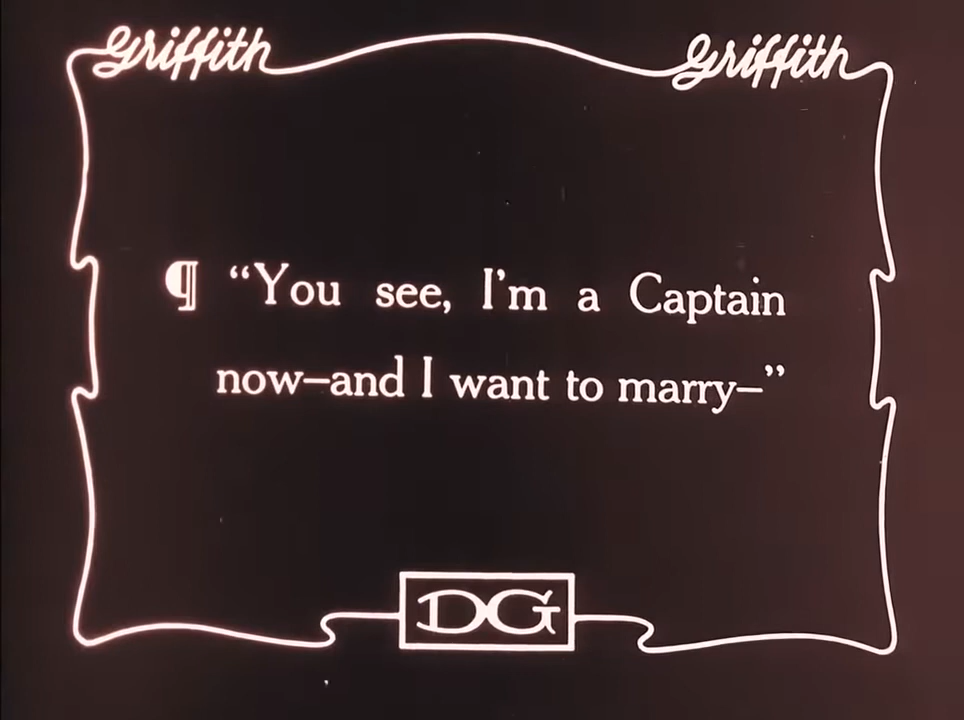 Griffith Griffith
¶ “You see, I’m a Captain
now—and I want to marry—”
DG